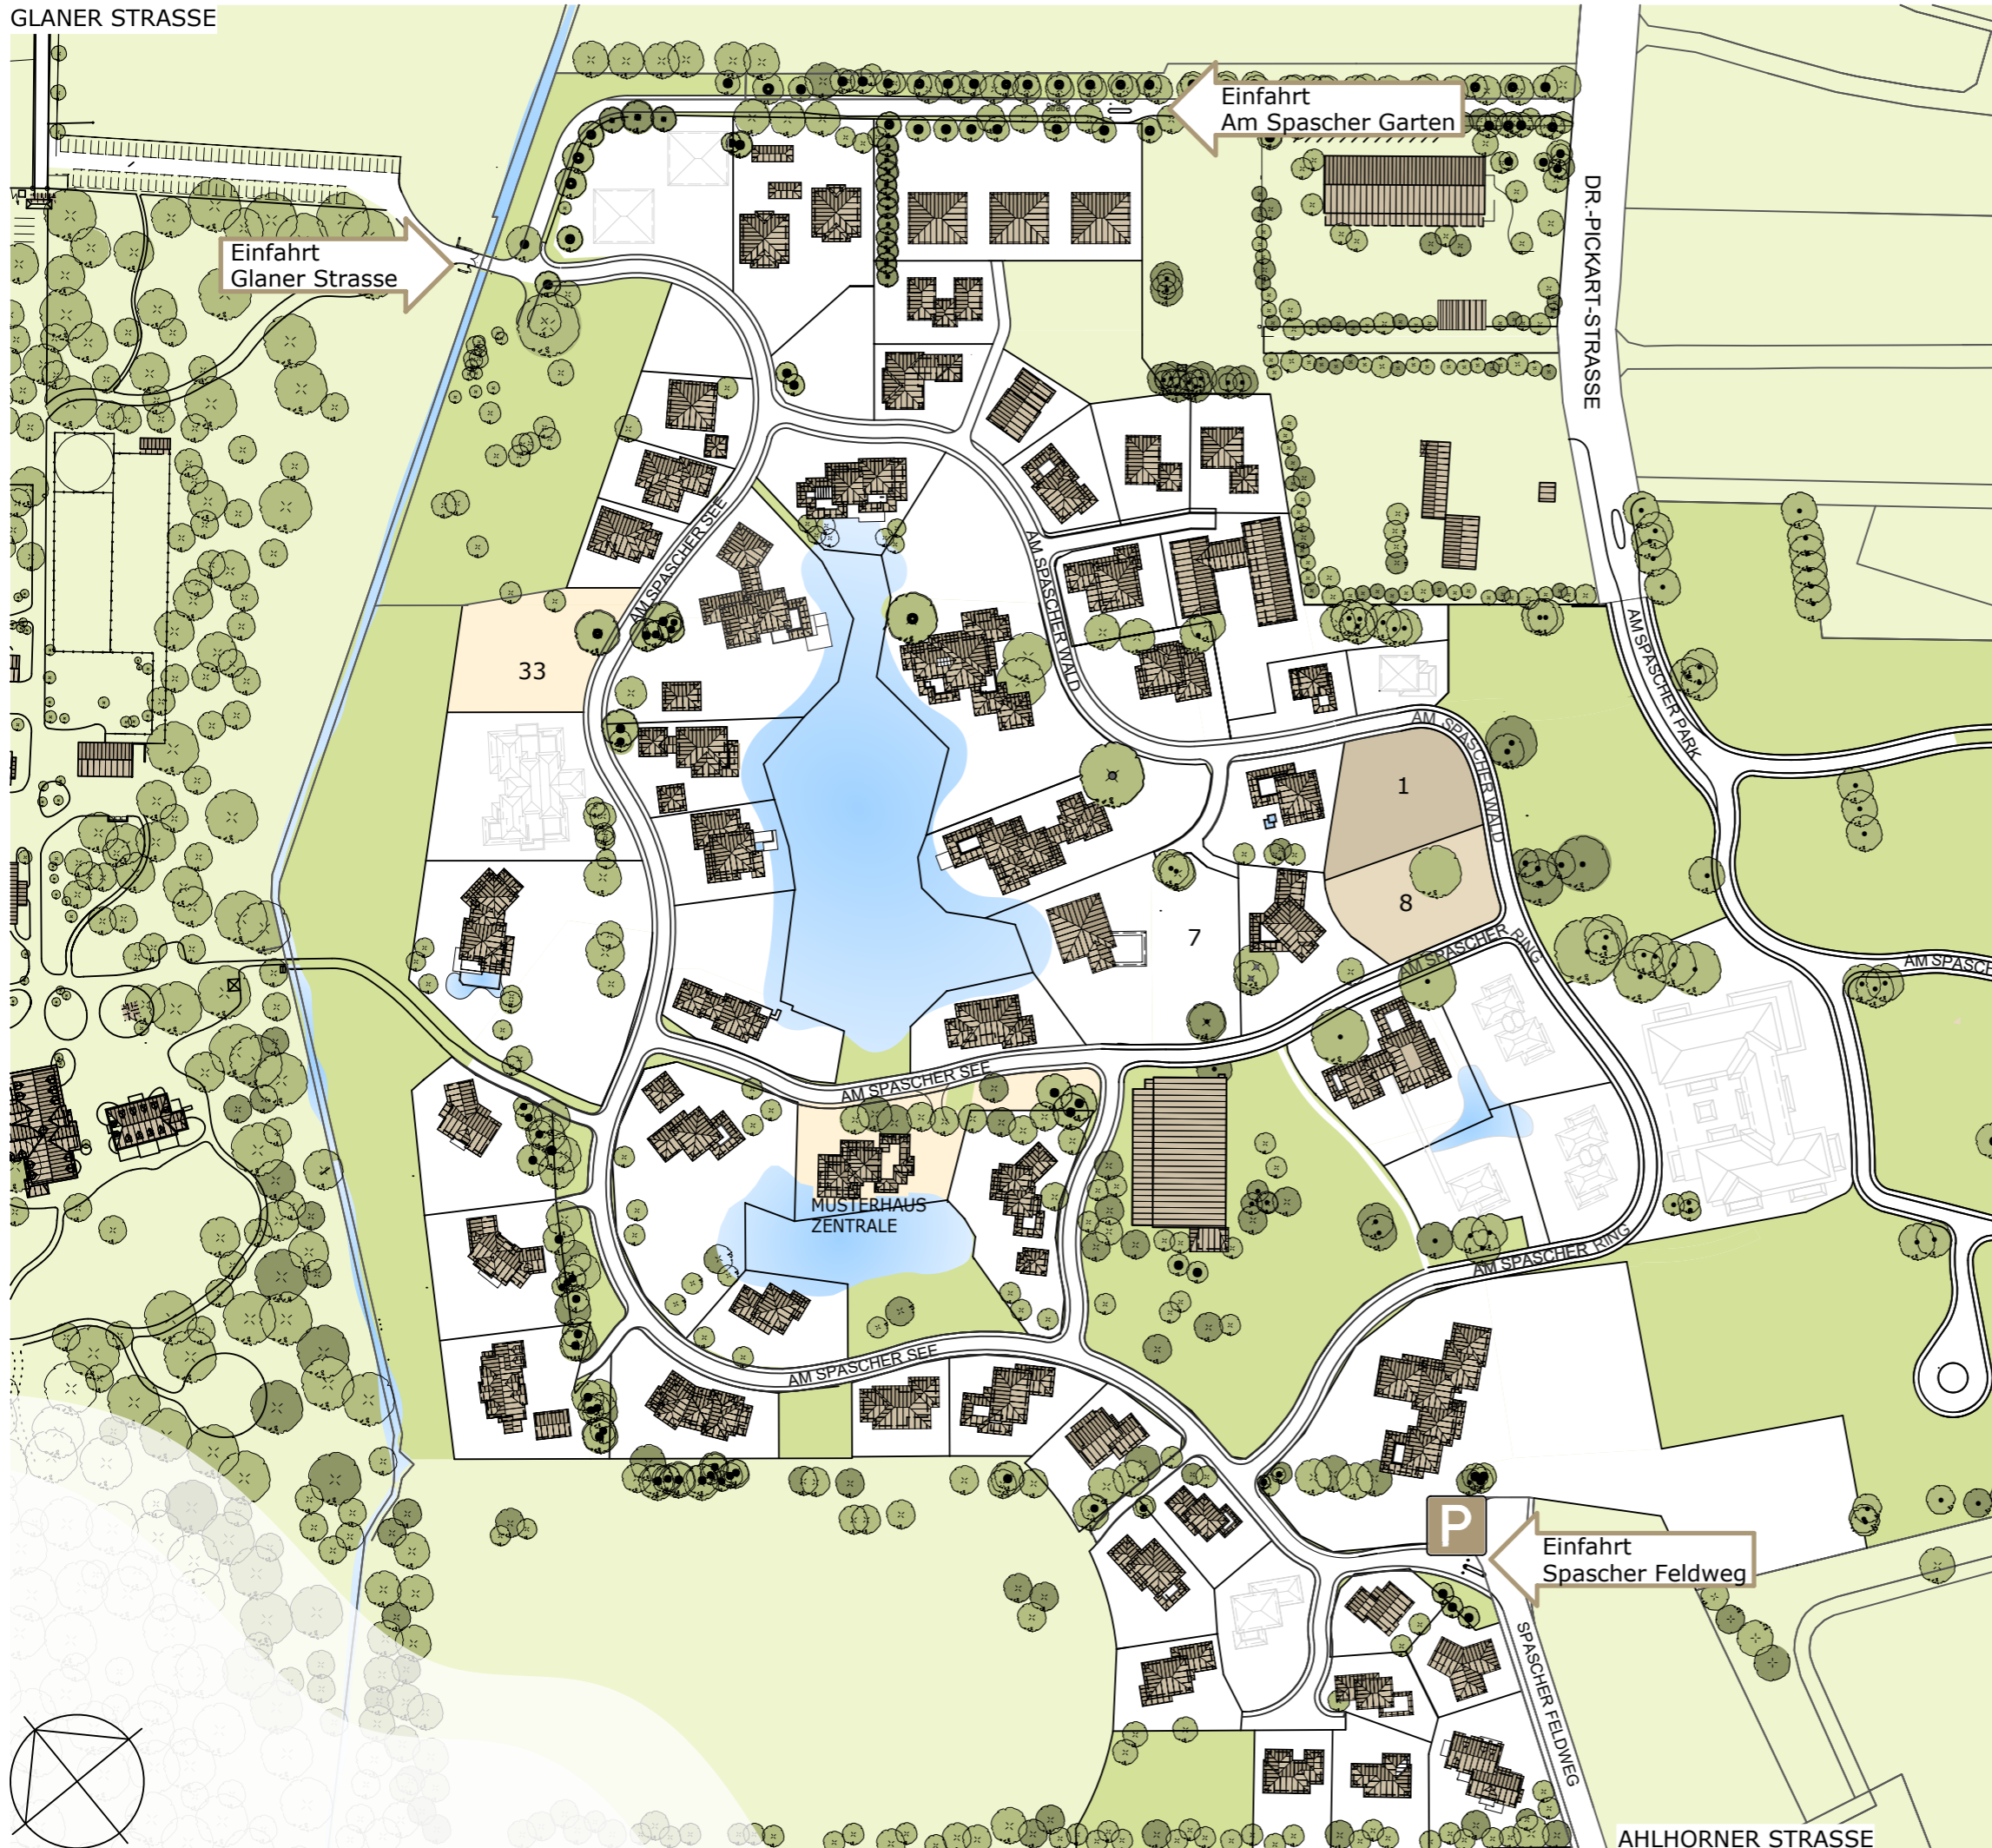 GLANER STRASSE
Einfahrt
Am Spascher Garten
Einfahrt
Glaner Strasse
DR.-PICKART-STRASSE
AM SPASCHER SEE
AM SPASCHER WALD
AM SPASCHER PARK
33
AM SPASCHER WALD
1
8
7
AM SPASCHER RING
AM SPASCH
AM SPASCHER SEE
MUSTERHAUS
ZENTRALE
AM SPASCHER RING
AM SPASCHER SEE
P
Einfahrt
Spascher Feldweg
SPASCHER FELDWEG
AHLHORNER STRASSE